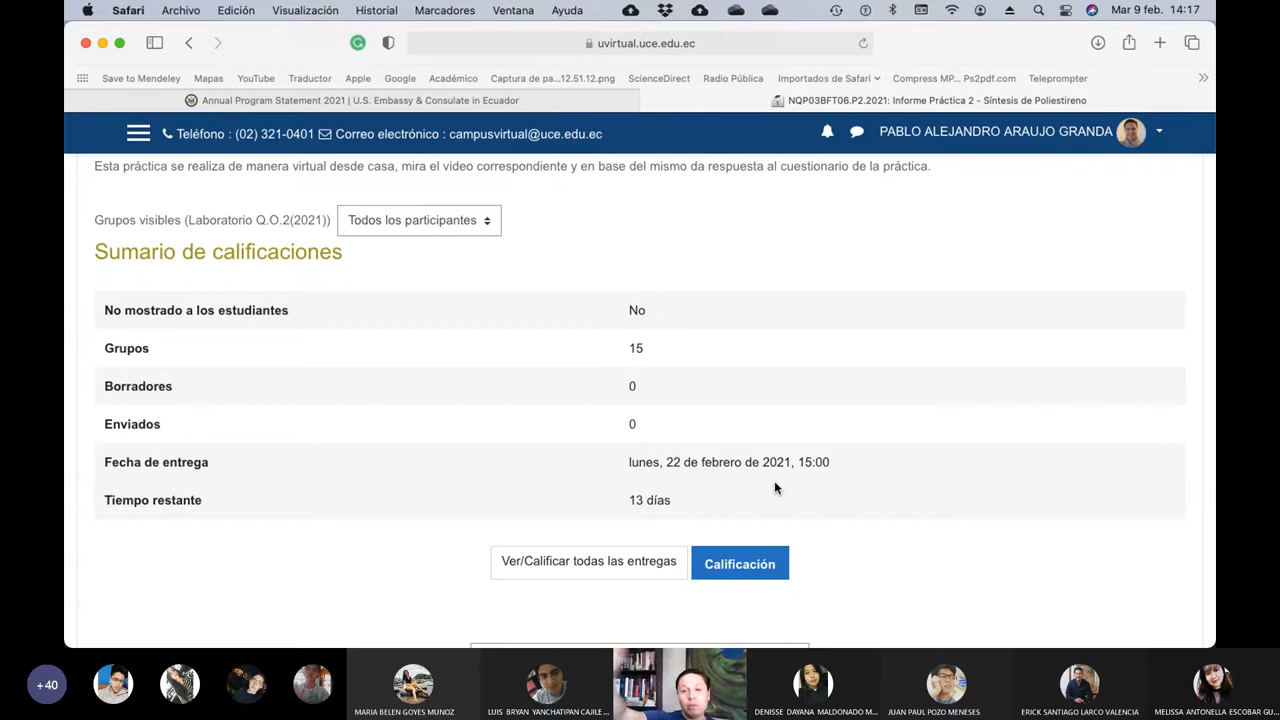 Safari Archivo Edición Visualización Historial Marcadores Ventana Ayuda Mar 9 feb. 14:17
uvirtual.uce.edu.ec
Save to Mendeley Mapas YouTube Traductor Apple Google Académico Captura de pa...12.51.12.png ScienceDirect Radio Pública Importados de Safari Compress MP... Ps2pdf.com Teleprompter
Annual Program Statement 2021 | U.S. Embassy & Consulate in Ecuador NQP03BFT06.P2.2021: Informe Práctica 2 - Síntesis de Poliestireno
Teléfono : (02) 321-0401 Correo electrónico : campusvirtual@uce.edu.ec PABLO ALEJANDRO ARAUJO GRANDA
Esta práctica se realiza de manera virtual desde casa, mira el video correspondiente y en base del mismo da respuesta al cuestionario de la práctica.
Grupos visibles (Laboratorio Q.O.2(2021)) Todos los participantes
Sumario de calificaciones
No mostrado a los estudiantes No
Grupos 15
Borradores 0
Enviados 0
Fecha de entrega lunes, 22 de febrero de 2021, 15:00
Tiempo restante 13 días
Ver/Calificar todas las entregas Calificación
+40 MARIA BELEN GOYES MUNOZ LUIS BRYAN YANCHATIPAN CAJILE ... DENISSE DAYANA MALDONADO M... JUAN PAUL POZO MENESES ERICK SANTIAGO LARCO VALENCIA MELISSA ANTONELLA ESCOBAR GU...